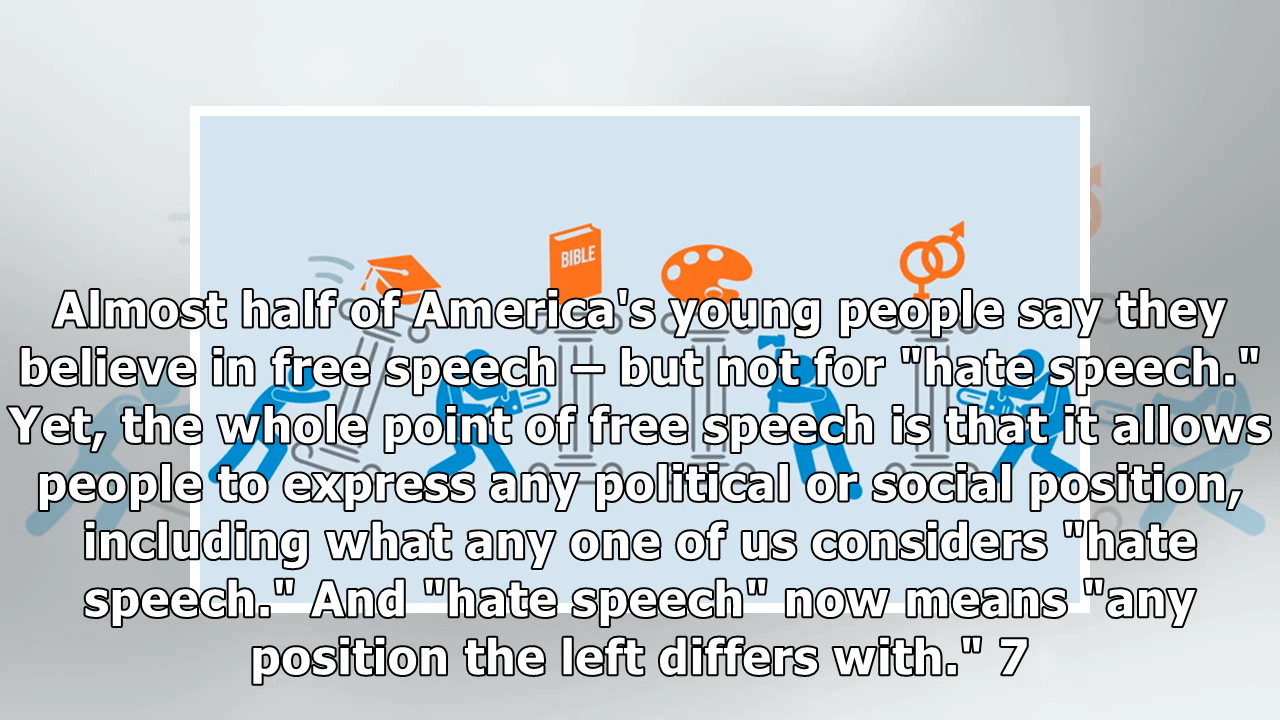 BIBLE
Almost half of America's young people say they
believe in free speech – but not for "hate speech."
Yet, the whole point of free speech is that it allows
people to express any political or social position,
including what any one of us considers "hate
speech." And "hate speech" now means "any
position the left differs with." 7